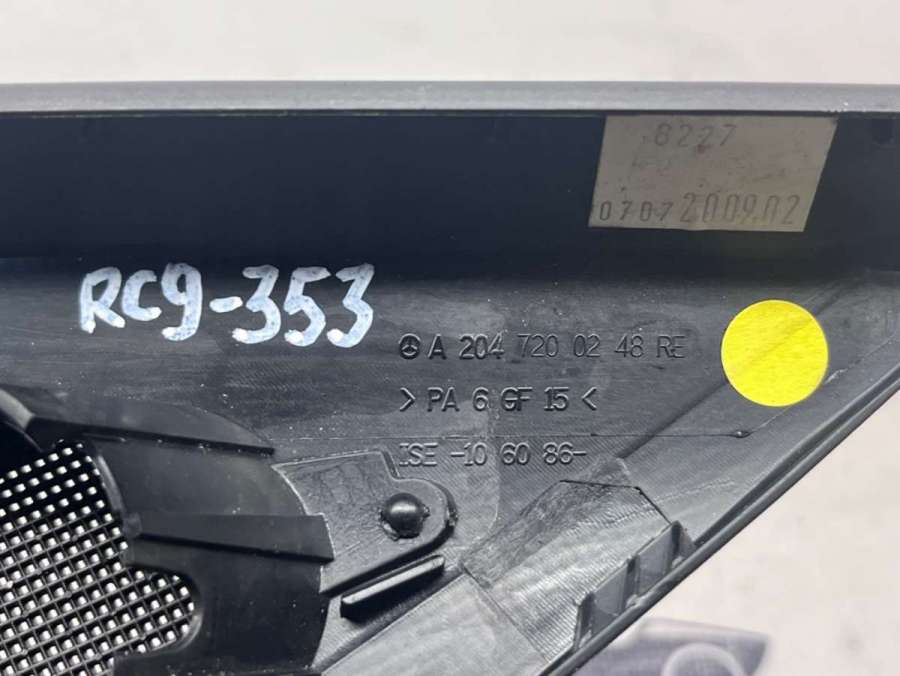 8227
0707 2009.02
RC9-353
A 204 720 02 48 RE
> PA 6 GF 15 <
ISE -10 60 86-